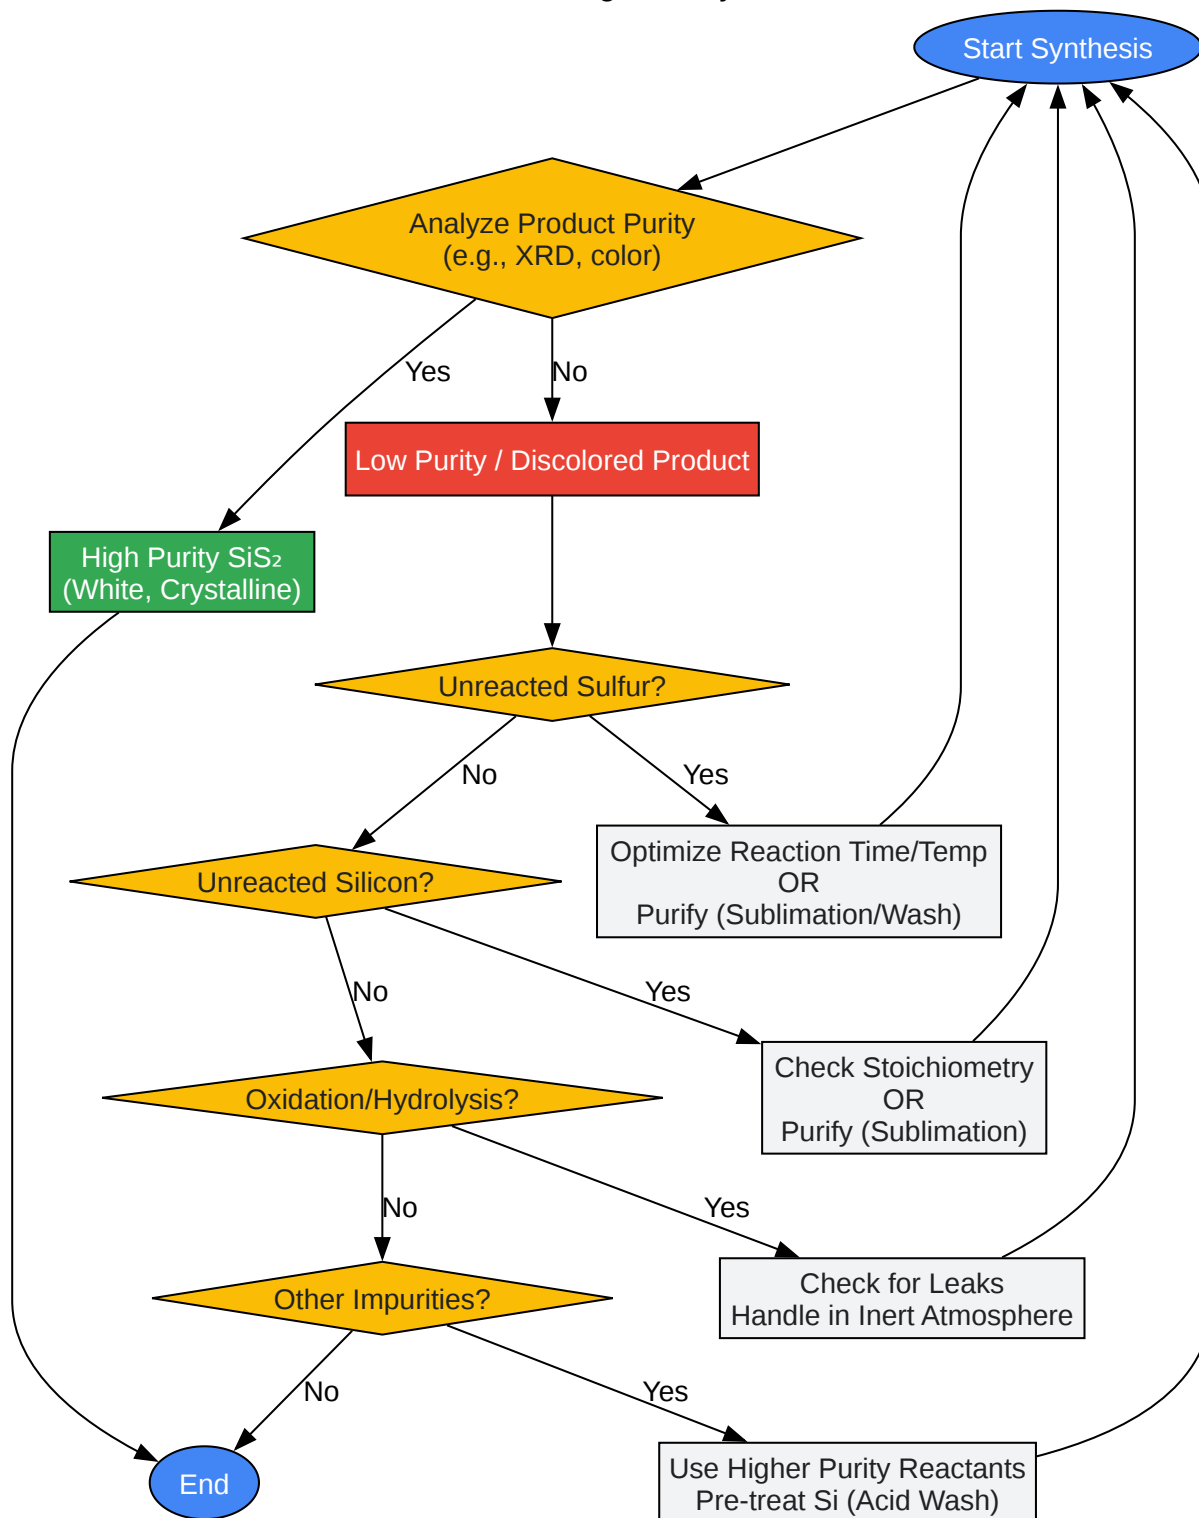 Start Synthesis
Analyze Product Purity
(e.g., XRD, color)
Yes
No
Low Purity / Discolored Product
High Purity SiS₂
(White, Crystalline)
Unreacted Sulfur?
No
Yes
Optimize Reaction Time/Temp
OR
Purify (Sublimation/Wash)
Unreacted Silicon?
No
Yes
Check Stoichiometry
OR
Purify (Sublimation)
Oxidation/Hydrolysis?
No
Yes
Check for Leaks
Handle in Inert Atmosphere
Other Impurities?
No
Yes
Use Higher Purity Reactants
Pre-treat Si (Acid Wash)
End